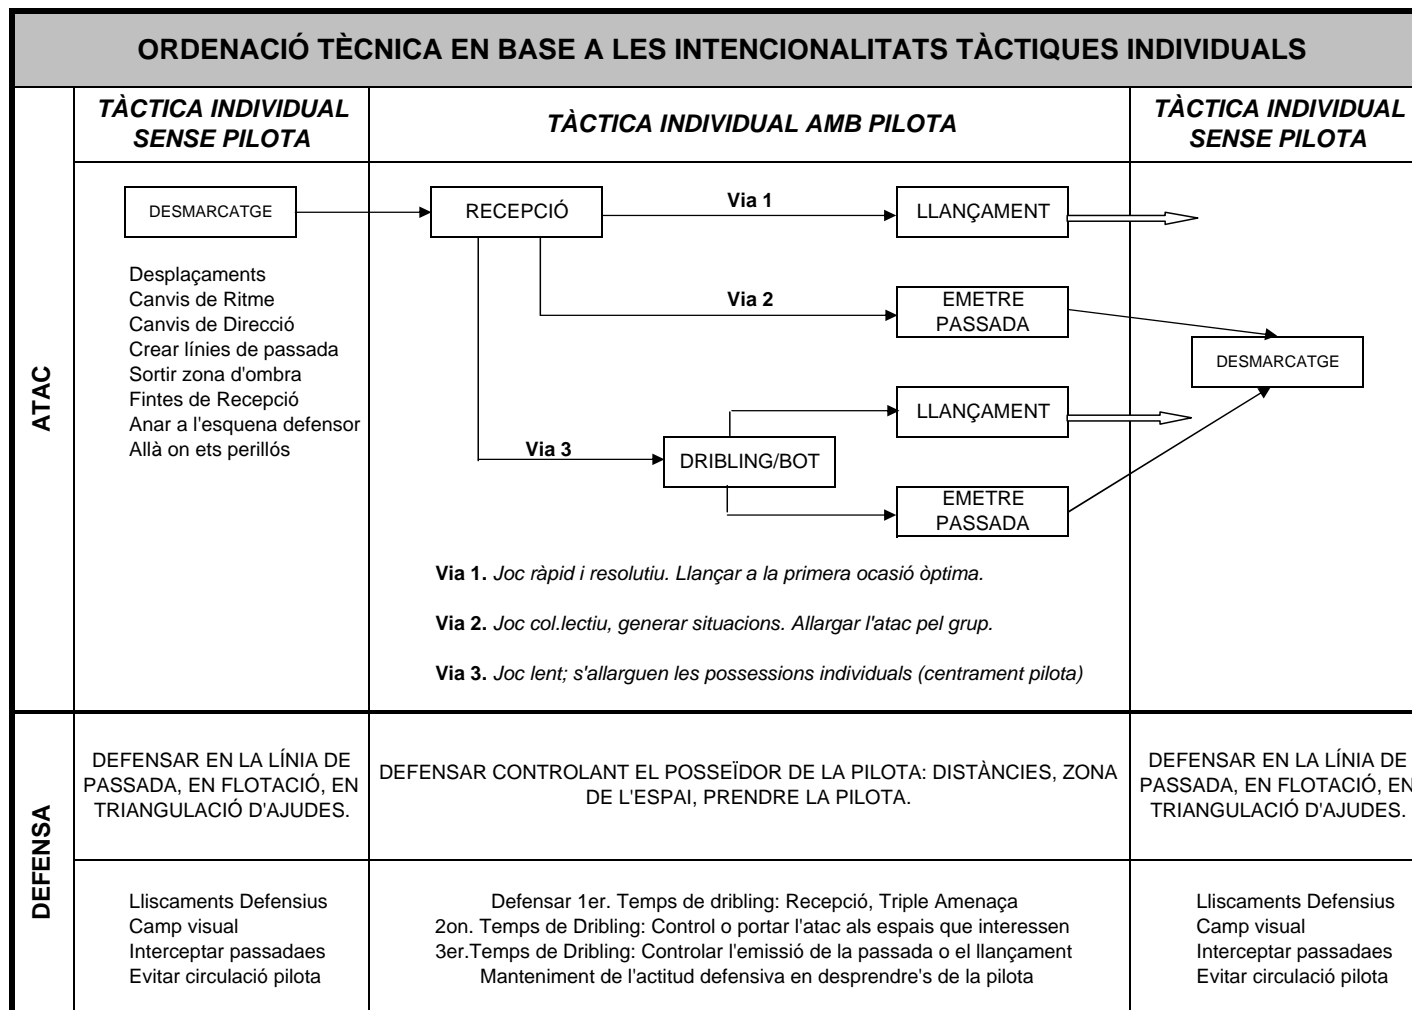 ORDENACIÓ TÈCNICA EN BASE A LES INTENCIONALITATS TÀCTIQUES INDIVIDUALS
TÀCTICA INDIVIDUAL
SENSE PILOTA
TÀCTICA INDIVIDUAL AMB PILOTA
TÀCTICA INDIVIDUAL
SENSE PILOTA
ATAC
DESMARCATGE
Desplaçaments
Canvis de Ritme
Canvis de Direcció
Crear línies de passada
Sortir zona d'ombra
Fintes de Recepció
Anar a l'esquena defensor
Allà on ets perillós
RECEPCIÓ
Via 1
LLANÇAMENT
Via 2
EMETRE
PASSADA
Via 3
DRIBLING/BOT
LLANÇAMENT
EMETRE
PASSADA
DESMARCATGE
Via 1. Joc ràpid i resolutiu. Llançar a la primera ocasió òptima.
Via 2. Joc col.lectiu, generar situacions. Allargar l'atac pel grup.
Via 3. Joc lent; s'allarguen les possessions individuals (centrament pilota)
DEFENSA
DEFENSAR EN LA LÍNIA DE
PASSADA, EN FLOTACIÓ, EN
TRIANGULACIÓ D'AJUDES.
DEFENSAR CONTROLANT EL POSSEÏDOR DE LA PILOTA: DISTÀNCIES, ZONA
DE L'ESPAI, PRENDRE LA PILOTA.
DEFENSAR EN LA LÍNIA DE
PASSADA, EN FLOTACIÓ, EN
TRIANGULACIÓ D'AJUDES.
Lliscaments Defensius
Camp visual
Interceptar passadaes
Evitar circulació pilota
Defensar 1er. Temps de dribling: Recepció, Triple Amenaça
2on. Temps de Dribling: Control o portar l'atac als espais que interessen
3er.Temps de Dribling: Controlar l'emissió de la passada o el llançament
Manteniment de l'actitud defensiva en desprendre's de la pilota
Lliscaments Defensius
Camp visual
Interceptar passadaes
Evitar circulació pilota